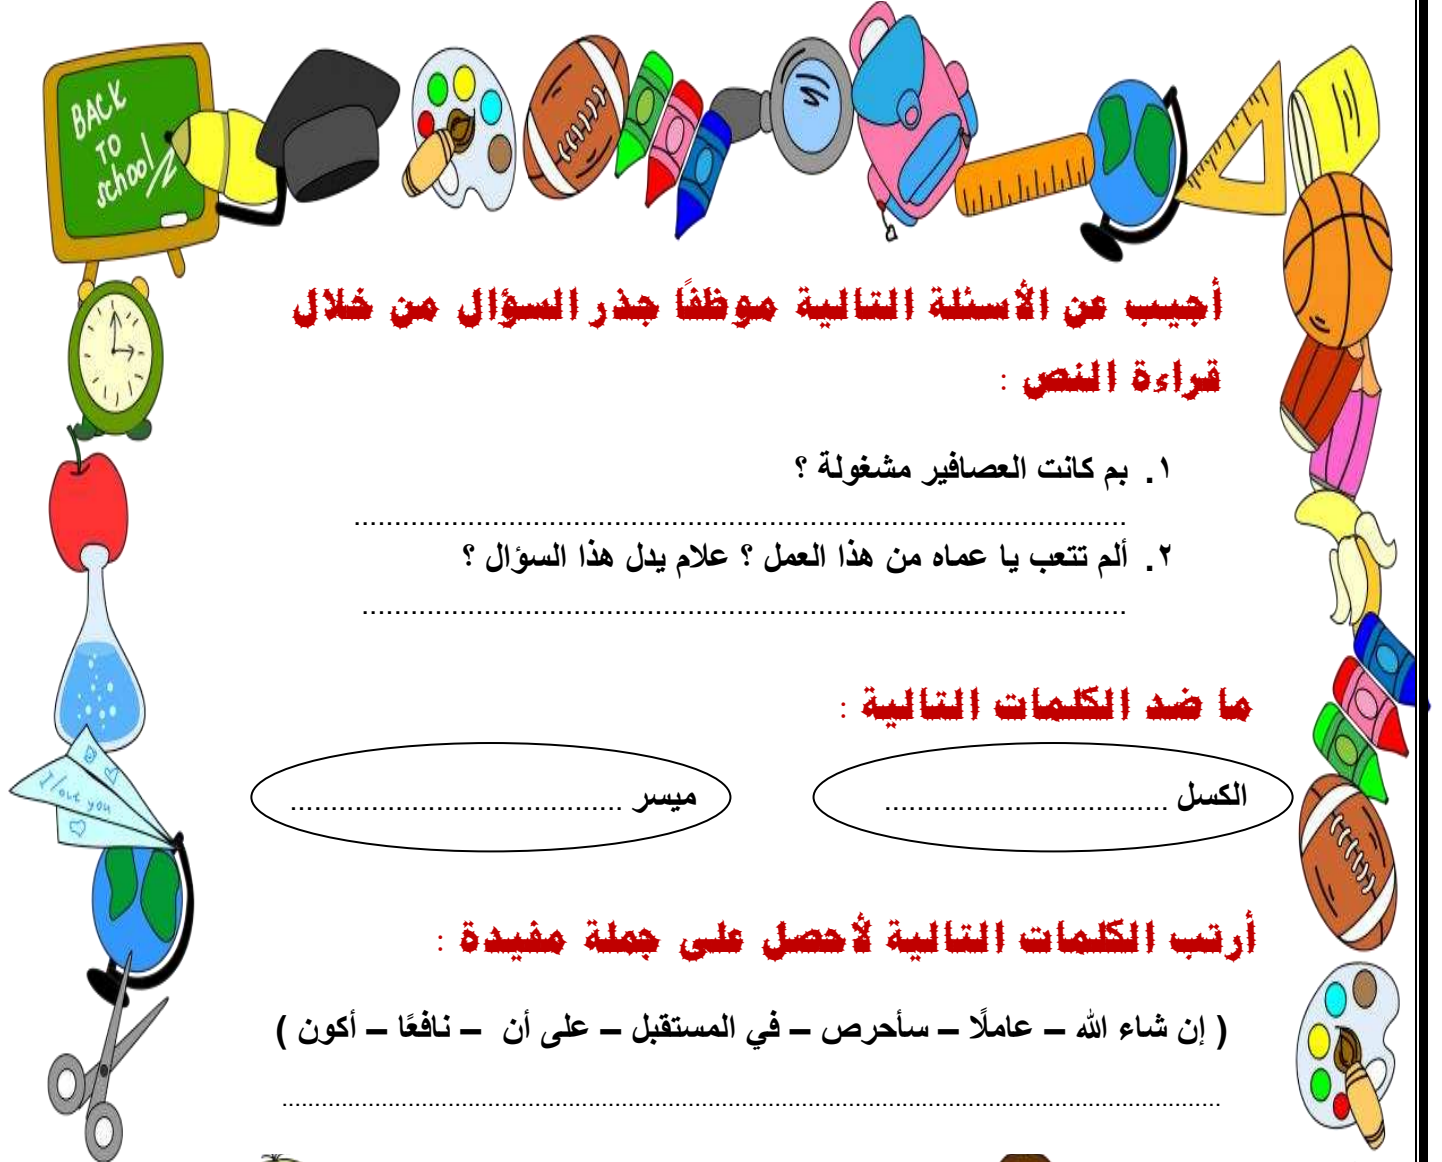 BACK
TO
school
أجيب عن الأسئلة التالية موظفًا جذر السؤال من خلال
قراءة النص :
١. بم كانت العصافير مشغولة ؟
................................................................................................
٢. ألم تتعب يا عماه من هذا العمل ؟ علام يدل هذا السؤال ؟
...............................................................................................
ما ضد الكلمات التالية :
الكسل ................................... ميسر .........................................
أرتب الكلمات التالية لأحصل على جملة مفيدة :
( إن شاء الله – عاملًا – سأحرص – في المستقبل – على أن – نافعًا – أكون )
................................................................................................................................................
I love you